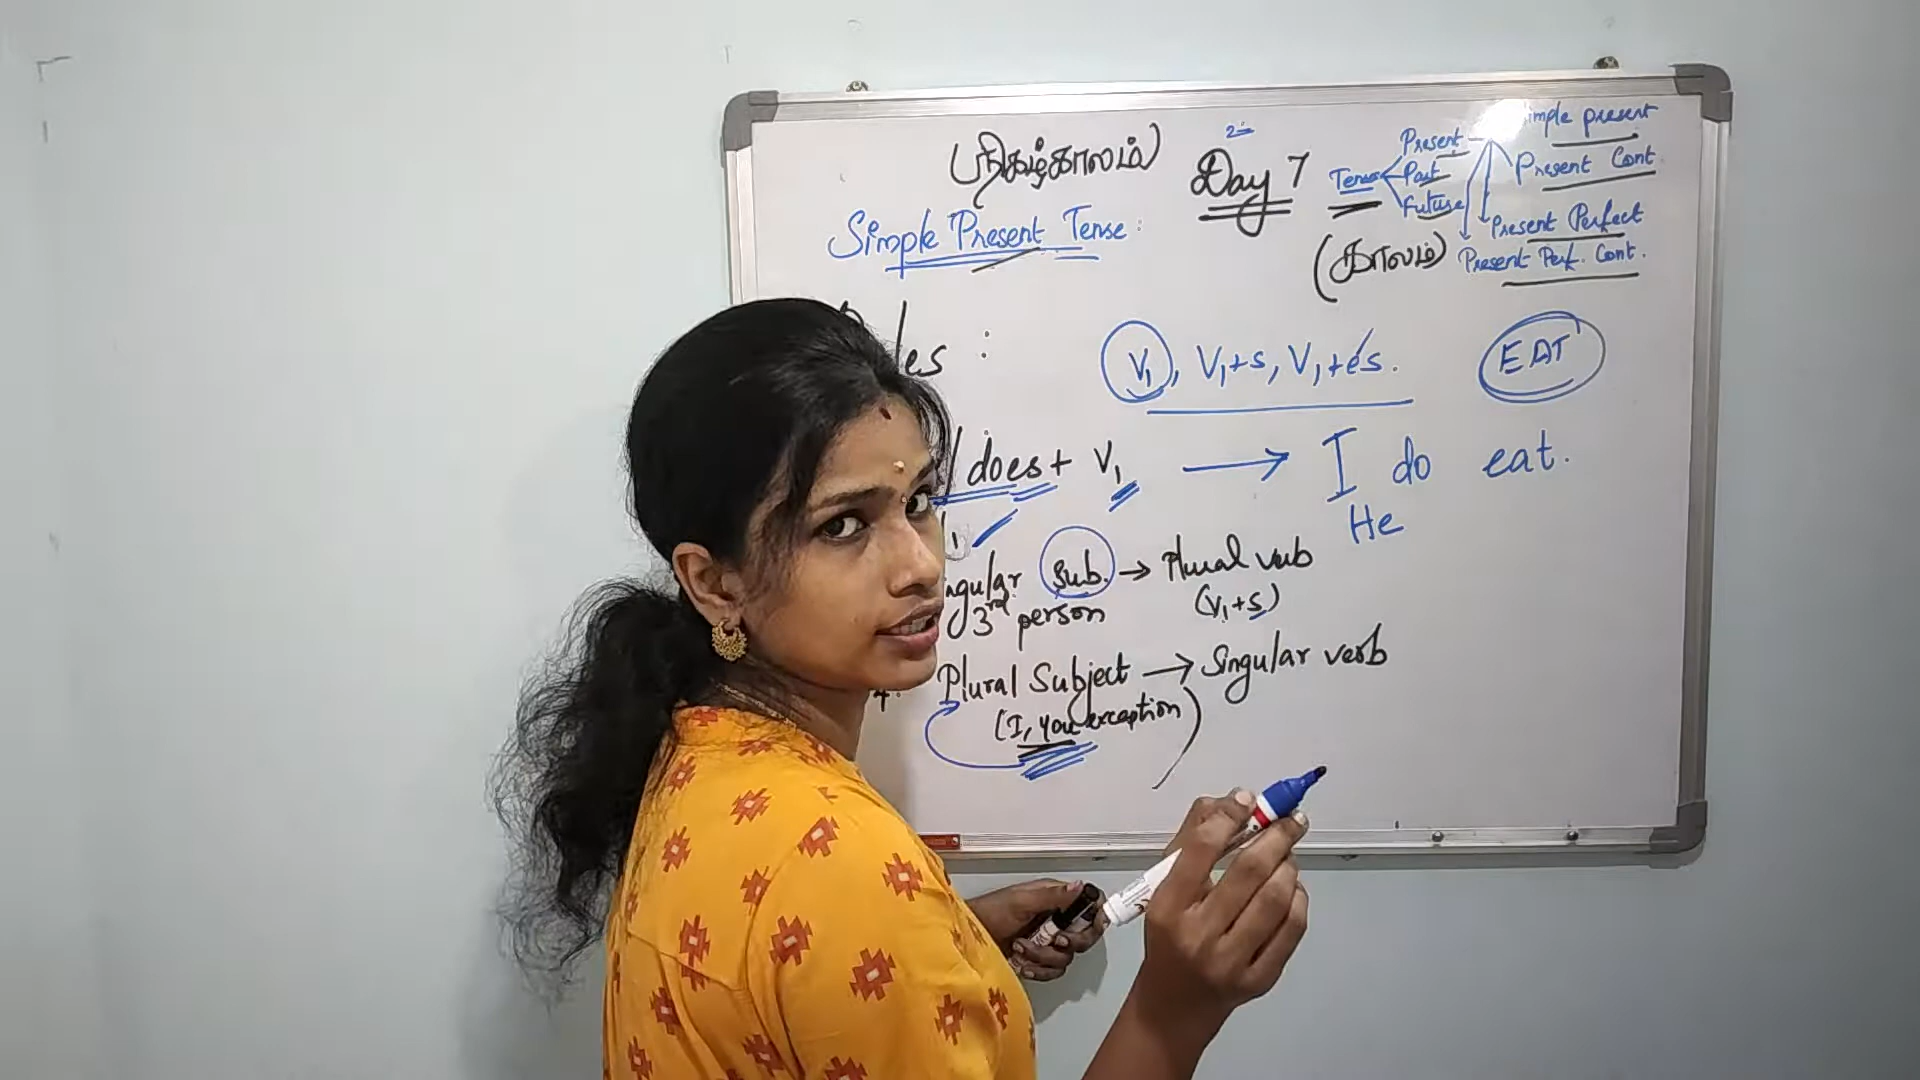 நிகழ்காலம்
Day 7
Simple Present Tense:
Tense
Present
Past
Future
(காலம்)
imple present
Present Cont.
Present Perfect
Present Perf. Cont.
les :
V1, V1+s, V1+es.
EAT
does + V1 → I do eat.
He
ngular sub. → Plural verb
3rd person (V1+s)
4. Plural Subject → Singular verb
(I, you exception)